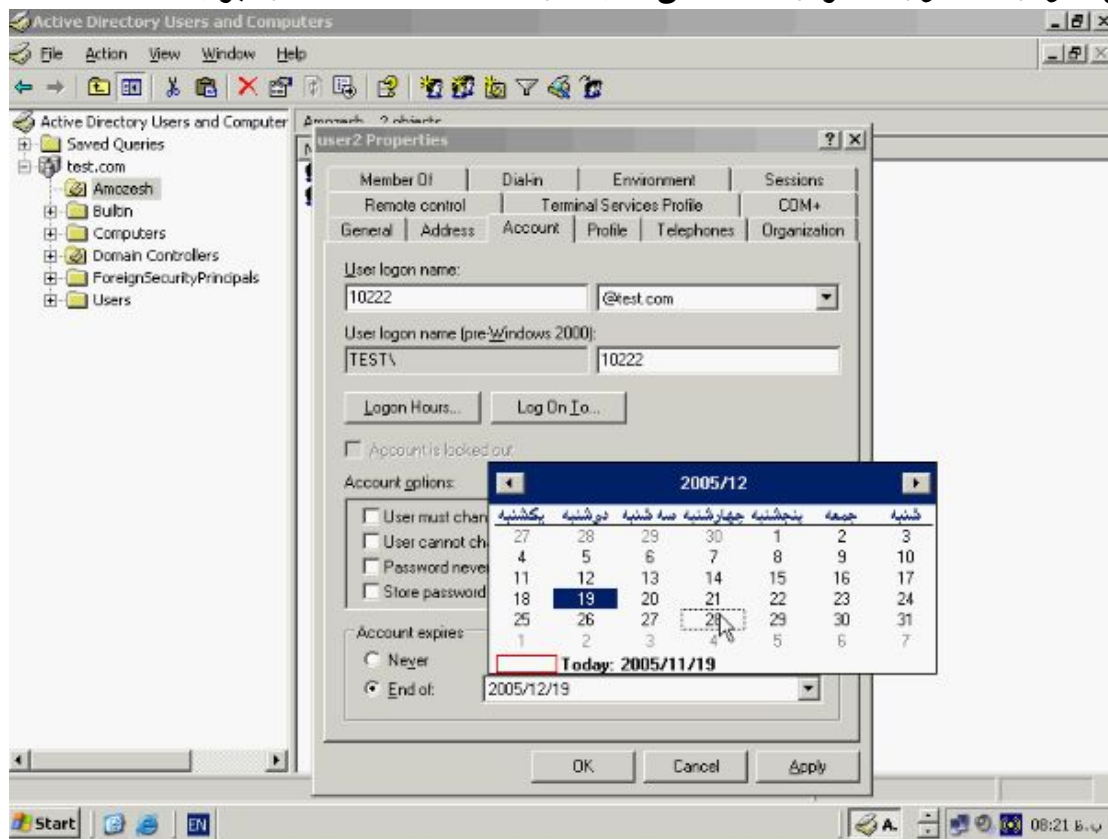 Active Directory Users and Computers
File Action View Window Help
Active Directory Users and Computer
Amozesh 2 objects
Saved Queries
test.com
Amozesh
Builtin
Computers
Domain Controllers
ForeignSecurityPrincipals
Users
user2 Properties
Member Of Dial-in Environment Sessions
Remote control Terminal Services Profile COM+
General Address Account Profile Telephones Organization
User logon name:
10222 @test.com
User logon name (pre-Windows 2000):
TEST\ 10222
Logon Hours... Log On To...
Account is locked out
Account options:
User must chan
User cannot ch
Password never
Store password
2005/12
یکشنبه دوشنبه سه شنبه چهارشنبه پنجشنبه جمعه شنبه
27 28 29 30 1 2 3
4 5 6 7 8 9 10
11 12 13 14 15 16 17
18 19 20 21 22 23 24
25 26 27 28 29 30 31
1 2 3 4 5 6 7
Today: 2005/11/19
Account expires
Never
End of: 2005/12/19
OK Cancel Apply
Start EN A. 08:21 ب.ظ